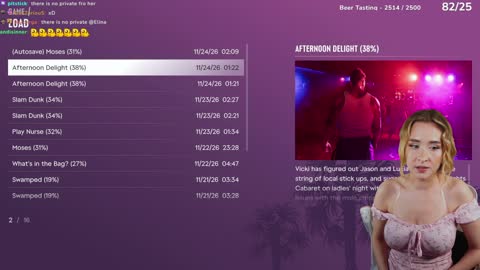 pitstick: there is no private fro her
xD
there is no private @Elina
LOAD
Beer Tasting - 2514 / 2500
82/25
(Autosave) Moses (31%) 11/24/26 02:09
Afternoon Delight (38%) 11/24/26 01:22
Afternoon Delight (38%) 11/24/26 01:21
Slam Dunk (34%) 11/23/26 02:27
Slam Dunk (34%) 11/23/26 02:21
Play Nurse (32%) 11/23/26 01:34
Moses (31%) 11/22/26 23:28
What's in the Bag? (27%) 11/22/26 04:47
Swamped (19%) 11/21/26 03:34
Swamped (19%) 11/21/26 03:28
2 / 16
AFTERNOON DELIGHT (38%)
Vicki has figured out Jason and
string of local stick ups, and
Cabaret on ladies' night